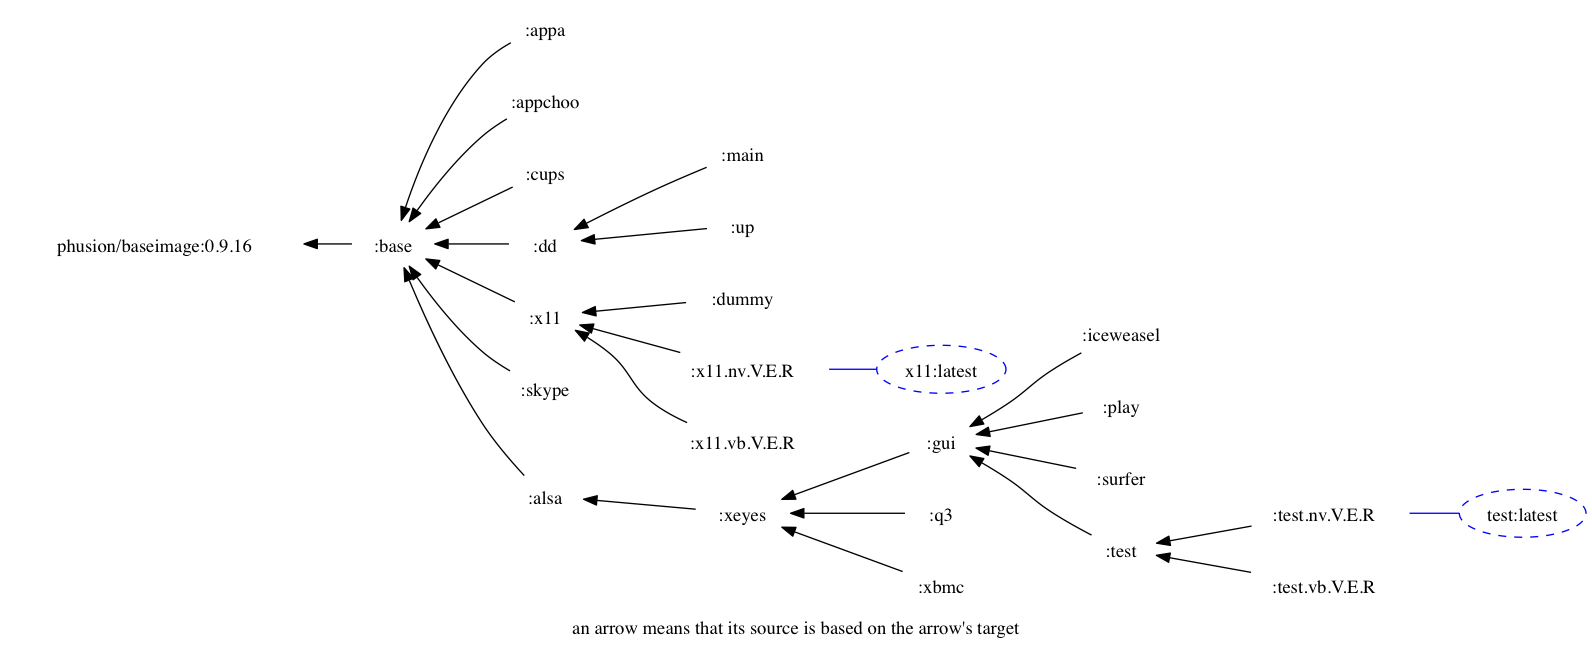 :appa
:appchoo
:main
:cups
:up
phusion/baseimage:0.9.16
:base
:dd
:dummy
:x11
:iceweasel
:x11.nv.V.E.R
x11:latest
:skype
:play
:x11.vb.V.E.R
:gui
:surfer
:alsa
:xeyes
:q3
:test.nv.V.E.R
test:latest
:test
:xbmc
:test.vb.V.E.R
an arrow means that its source is based on the arrow's target